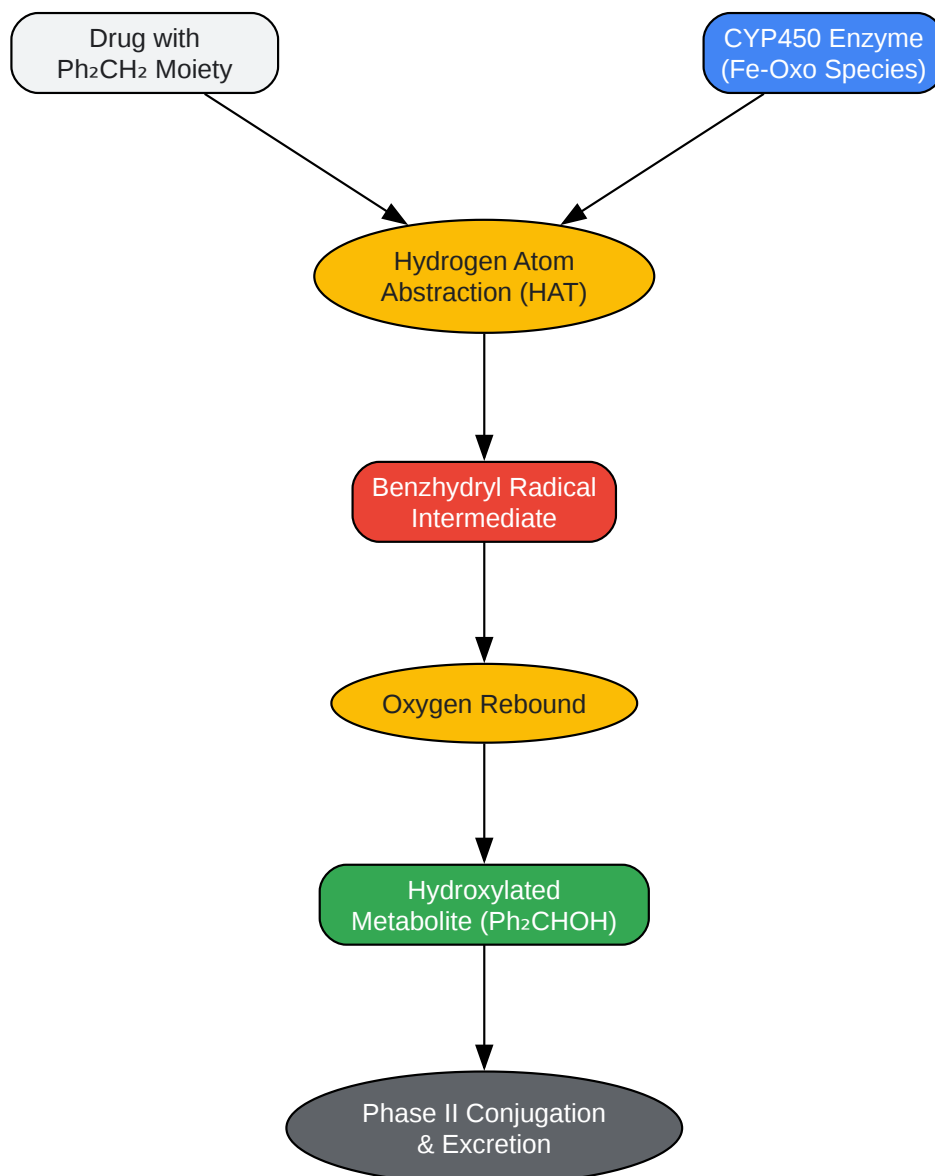 Drug with
Ph₂CH₂ Moiety
CYP450 Enzyme
(Fe-Oxo Species)
Hydrogen Atom
Abstraction (HAT)
Benzhydryl Radical
Intermediate
Oxygen Rebound
Hydroxylated
Metabolite (Ph₂CHOH)
Phase II Conjugation
& Excretion